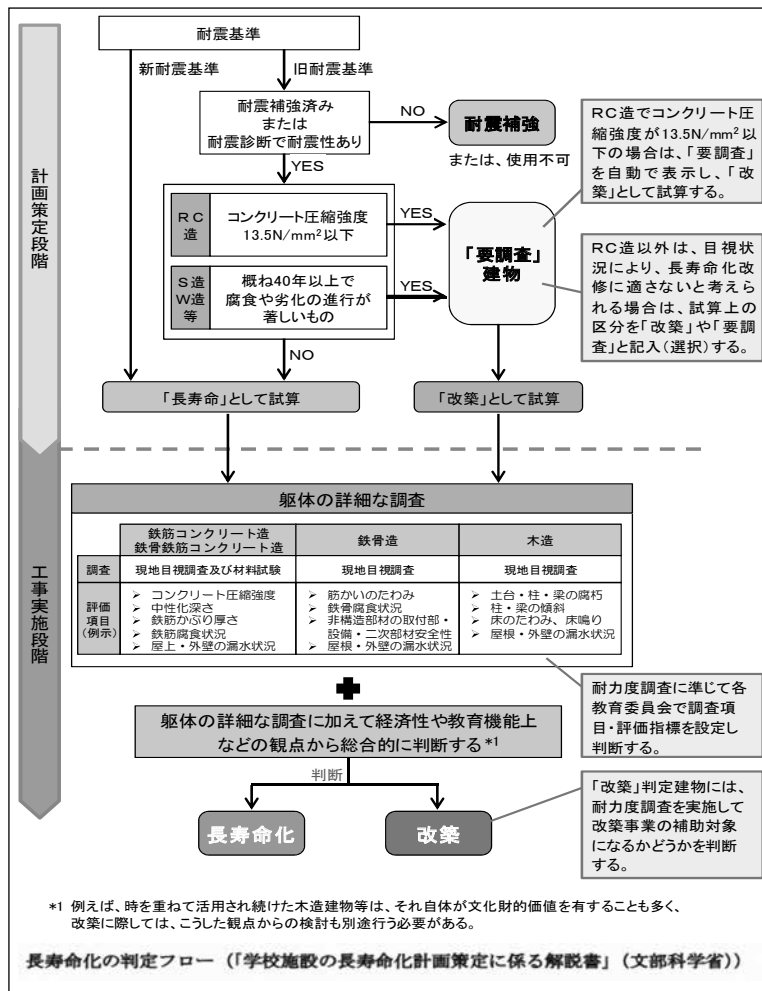 耐震基準
新耐震基準
旧耐震基準
耐震補強済み
または
耐震診断で耐震性あり
NO
耐震補強
または、使用不可
YES
RC造でコンクリート圧
縮強度が13.5N/mm²以
下の場合は、「要調査」
を自動で表示し、「改
築」として試算する。
計画策定段階
RC
造
コンクリート圧縮強度
13.5N/mm²以下
YES
S造
W造
等
概ね40年以上で
腐食や劣化の進行が
著しいもの
YES
「要調査」
建物
RC造以外は、目視状
況により、長寿命化改
修に適さないと考えら
れる場合は、試算上の
区分を「改築」や「要調
査」と記入(選択)する。
NO
「長寿命」として試算
「改築」として試算
工事実施段階
躯体の詳細な調査
鉄筋コンクリート造
鉄骨鉄筋コンクリート造
鉄骨造
木造
調査
現地目視調査及び材料試験
現地目視調査
現地目視調査
評価
項目
(例示)
➢ コンクリート圧縮強度
➢ 中性化深さ
➢ 鉄筋かぶり厚さ
➢ 鉄筋腐食状況
➢ 屋上・外壁の漏水状況
➢ 筋かいのたわみ
➢ 鉄骨腐食状況
➢ 非構造部材の取付部・
設備・二次部材安全性
➢ 屋根・外壁の漏水状況
➢ 土台・柱・梁の腐朽
➢ 柱・梁の傾斜
➢ 床のたわみ、床鳴り
➢ 屋根・外壁の漏水状況
耐力度調査に準じて各
教育委員会で調査項
目・評価指標を設定し
判断する。
躯体の詳細な調査に加えて経済性や教育機能上
などの観点から総合的に判断する*1
判断
長寿命化
改築
「改築」判定建物には、
耐力度調査を実施して
改築事業の補助対象
になるかどうかを判断
する。
*1 例えば、時を重ねて活用され続けた木造建物等は、それ自体が文化財的価値を有することも多く、
改築に際しては、こうした観点からの検討も別途行う必要がある。
長寿命化の判定フロー(「学校施設の長寿命化計画策定に係る解説書」(文部科学省))